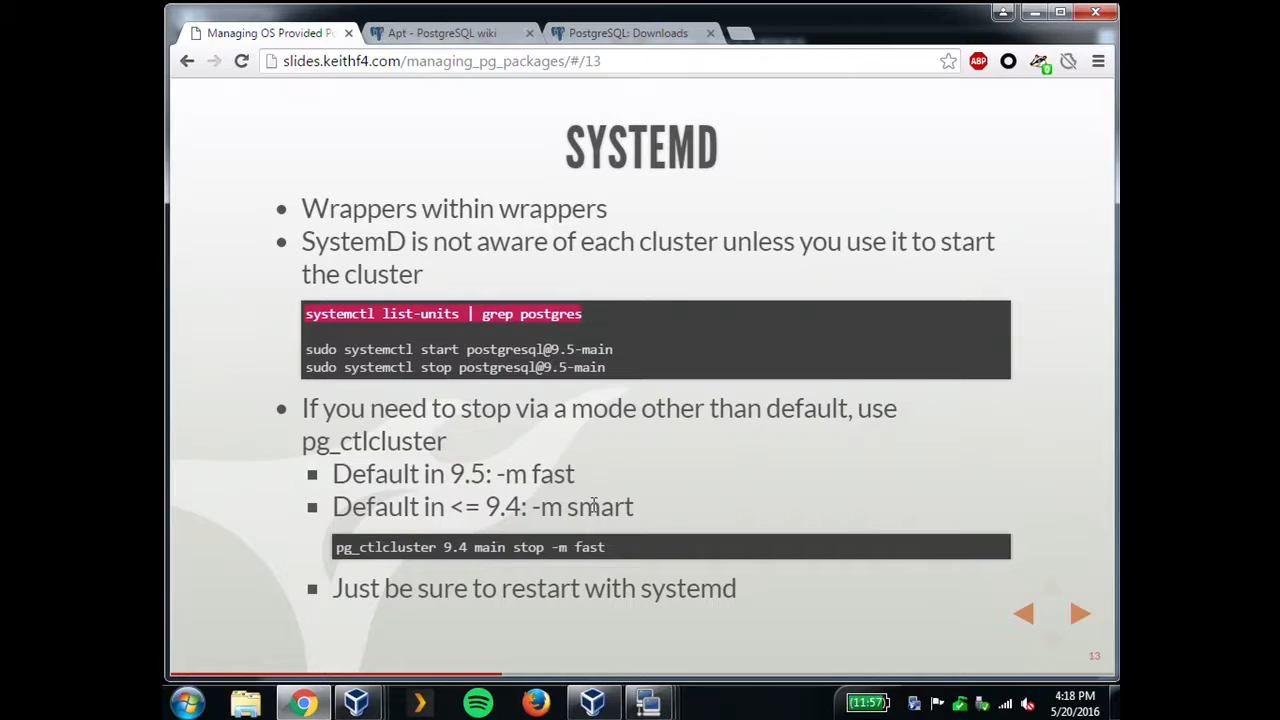 Managing OS Provided Po
Apt - PostgreSQL wiki
PostgreSQL: Downloads
slides.keithf4.com/managing_pg_packages/#/13
ABP
SYSTEMD
Wrappers within wrappers
SystemD is not aware of each cluster unless you use it to start
the cluster
systemctl list-units | grep postgres
sudo systemctl start postgresql@9.5-main
sudo systemctl stop postgresql@9.5-main
If you need to stop via a mode other than default, use
pg_ctlcluster
Default in 9.5: -m fast
Default in <= 9.4: -m smart
pg_ctlcluster 9.4 main stop -m fast
Just be sure to restart with systemd
13
(11:57)
4:18 PM
5/20/2016